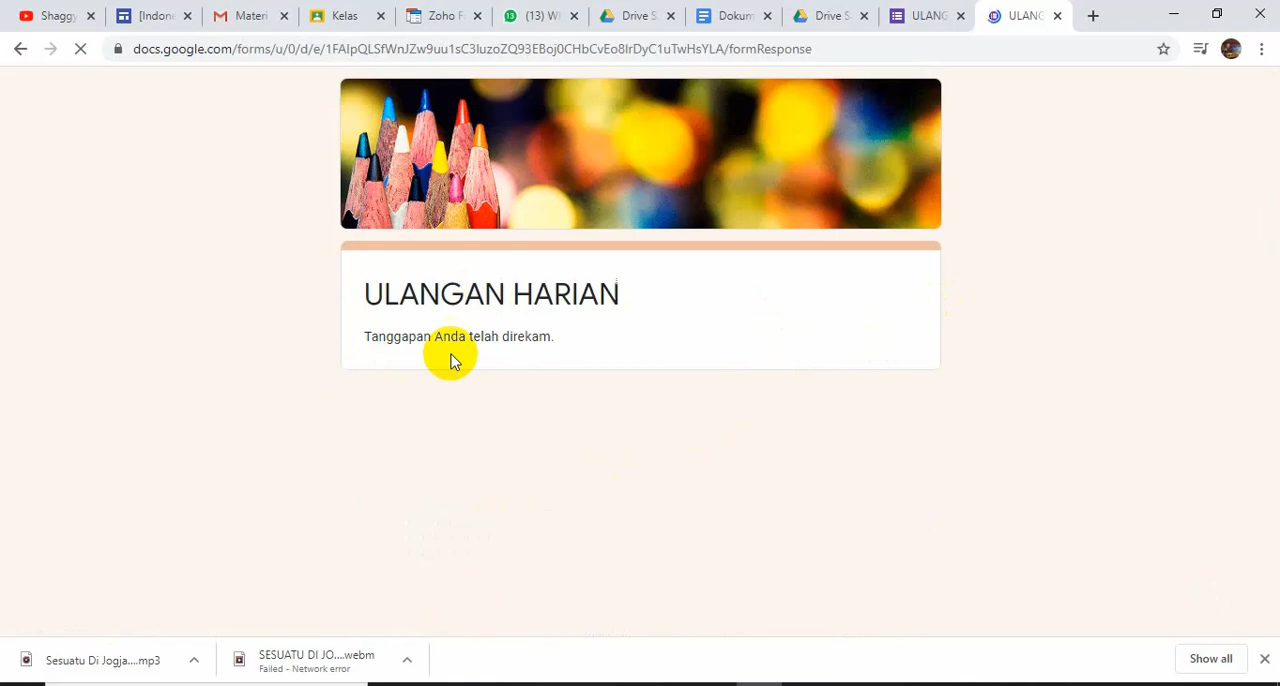 Shaggy
[Indone
Materi
Kelas
Zoho F
(13) W
Drive S
Dokum
Drive S
ULANG
ULANG
docs.google.com/forms/u/0/d/e/1FAIpQLSfWnJZw9uu1sC3luzoZQ93EBoj0CHbCvEo8IrDyC1uTwHsYLA/formResponse
ULANGAN HARIAN
Tanggapan Anda telah direkam.
Sesuatu Di Jogja....mp3
SESUATU DI JO....webm
Failed - Network error
Show all